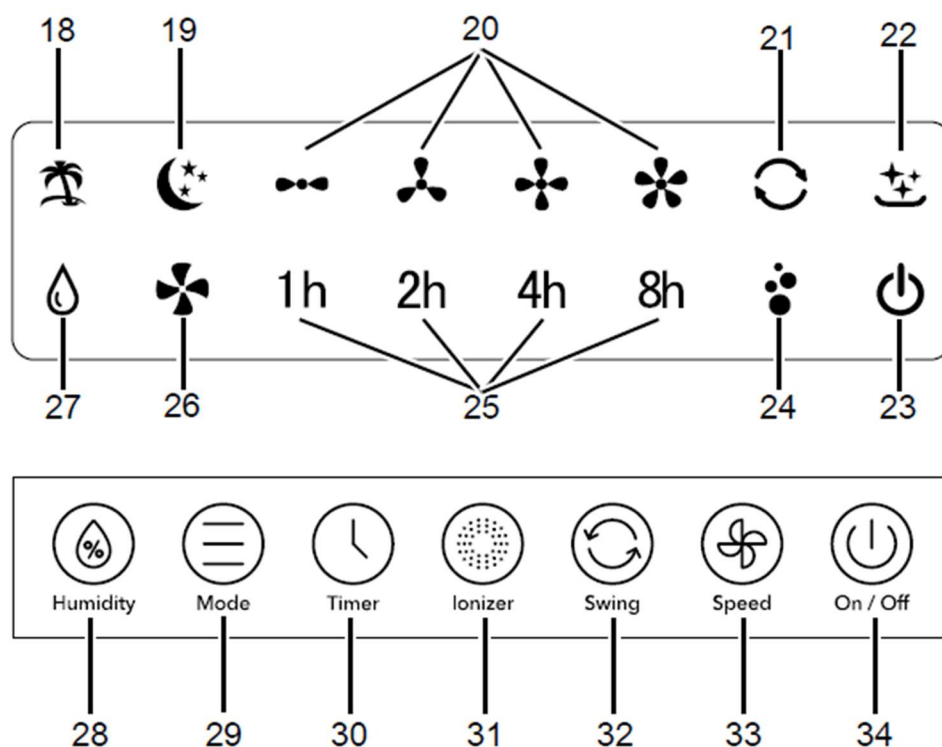 18 19 20 21 22
1h 2h 4h 8h
27 26 25 24 23
%
Humidity Mode Timer Ionizer Swing Speed On / Off
28 29 30 31 32 33 34